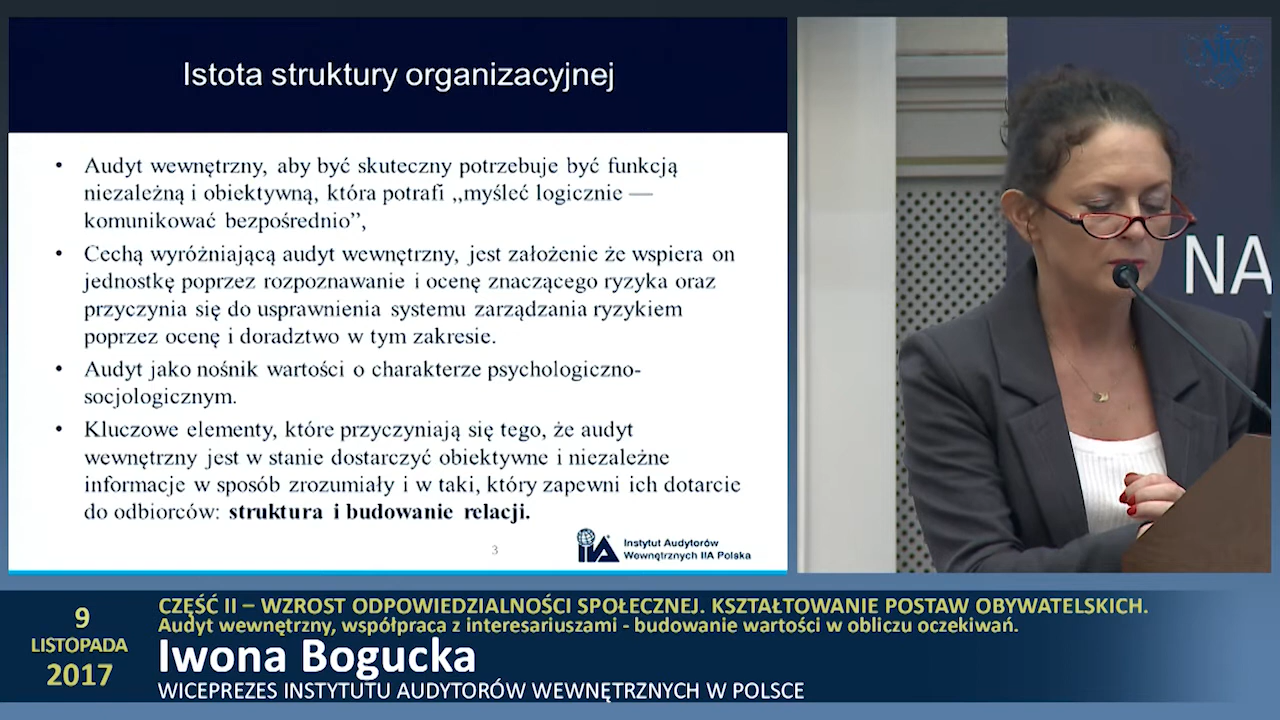 Istota struktury organizacyjnej
• Audyt wewnętrzny, aby być skuteczny potrzebuje być funkcją
niezależną i obiektywną, która potrafi „myśleć logicznie —
komunikować bezpośrednio”,
• Cechą wyróżniającą audyt wewnętrzny, jest założenie że wspiera on
jednostkę poprzez rozpoznawanie i ocenę znaczącego ryzyka oraz
przyczynia się do usprawnienia systemu zarządzania ryzykiem
poprzez ocenę i doradztwo w tym zakresie.
• Audyt jako nośnik wartości o charakterze psychologiczno-
socjologicznym.
• Kluczowe elementy, które przyczyniają się tego, że audyt
wewnętrzny jest w stanie dostarczyć obiektywne i niezależne
informacje w sposób zrozumiały i w taki, który zapewni ich dotarcie
do odbiorców: struktura i budowanie relacji.
3
IIA
Instytut Audytorów
Wewnętrznych IIA Polska
NIK
NA
9
LISTOPADA
2017
CZĘŚĆ II – WZROST ODPOWIEDZIALNOŚCI SPOŁECZNEJ. KSZTAŁTOWANIE POSTAW OBYWATELSKICH.
Audyt wewnętrzny, współpraca z interesariuszami - budowanie wartości w obliczu oczekiwań.
Iwona Bogucka
WICEPREZES INSTYTUTU AUDYTORÓW WEWNĘTRZNYCH W POLSCE